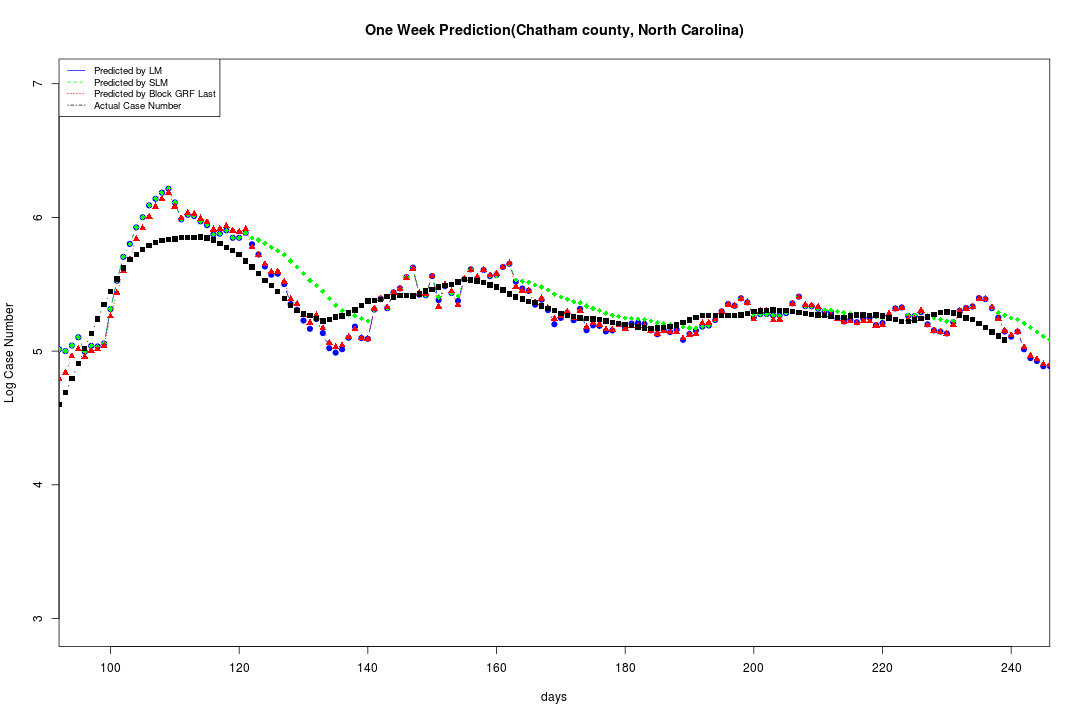 One Week Prediction(Chatham county, North Carolina)
Predicted by LM
Predicted by SLM
Predicted by Block GRF Last
Actual Case Number
Log Case Number
7
6
5
4
3
100 120 140 160 180 200 220 240
days